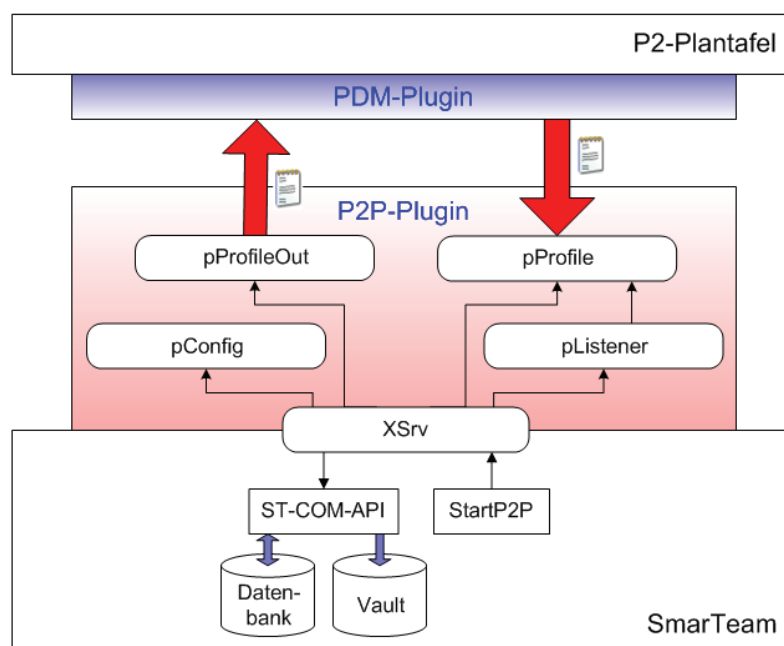 P2-Plantafel
PDM-Plugin
P2P-Plugin
pProfileOut
pProfile
pConfig
pListener
XSrv
ST-COM-API
StartP2P
Daten-
bank
Vault
SmarTeam